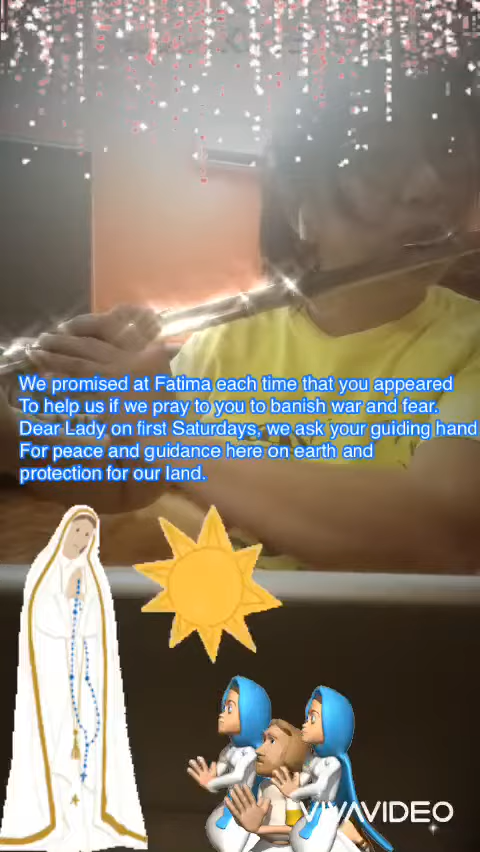 We promised at Fatima each time that you appeared
To help us if we pray to you to banish war and fear.
Dear Lady on first Saturdays, we ask your guiding hand
For peace and guidance here on earth and
protection for our land.
VIVAVIDEO